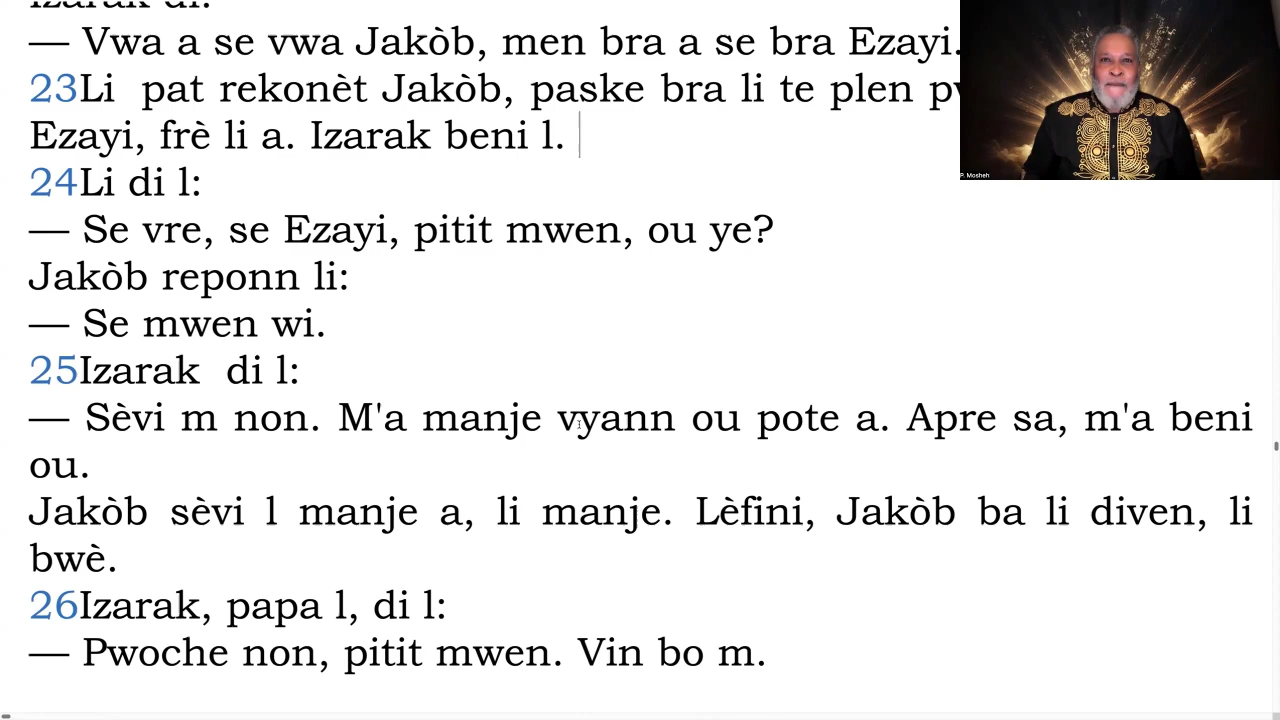 Izarak di:
— Vwa a se vwa Jakòb, men bra a se bra Ezayi.
23Li pat rekonèt Jakòb, paske bra li te plen
Ezayi, frè li a. Izarak beni l.
24Li di l:
— Se vre, se Ezayi, pitit mwen, ou ye?
Jakòb reponn li:
— Se mwen wi.
25Izarak di l:
— Sèvi m non. M'a manje vyann ou pote a. Apre sa, m'a beni
ou.
Jakòb sèvi l manje a, li manje. Lèfini, Jakòb ba li diven, li
bwè.
26Izarak, papa l, di l:
— Pwoche non, pitit mwen. Vin bo m.
P. Mosheh